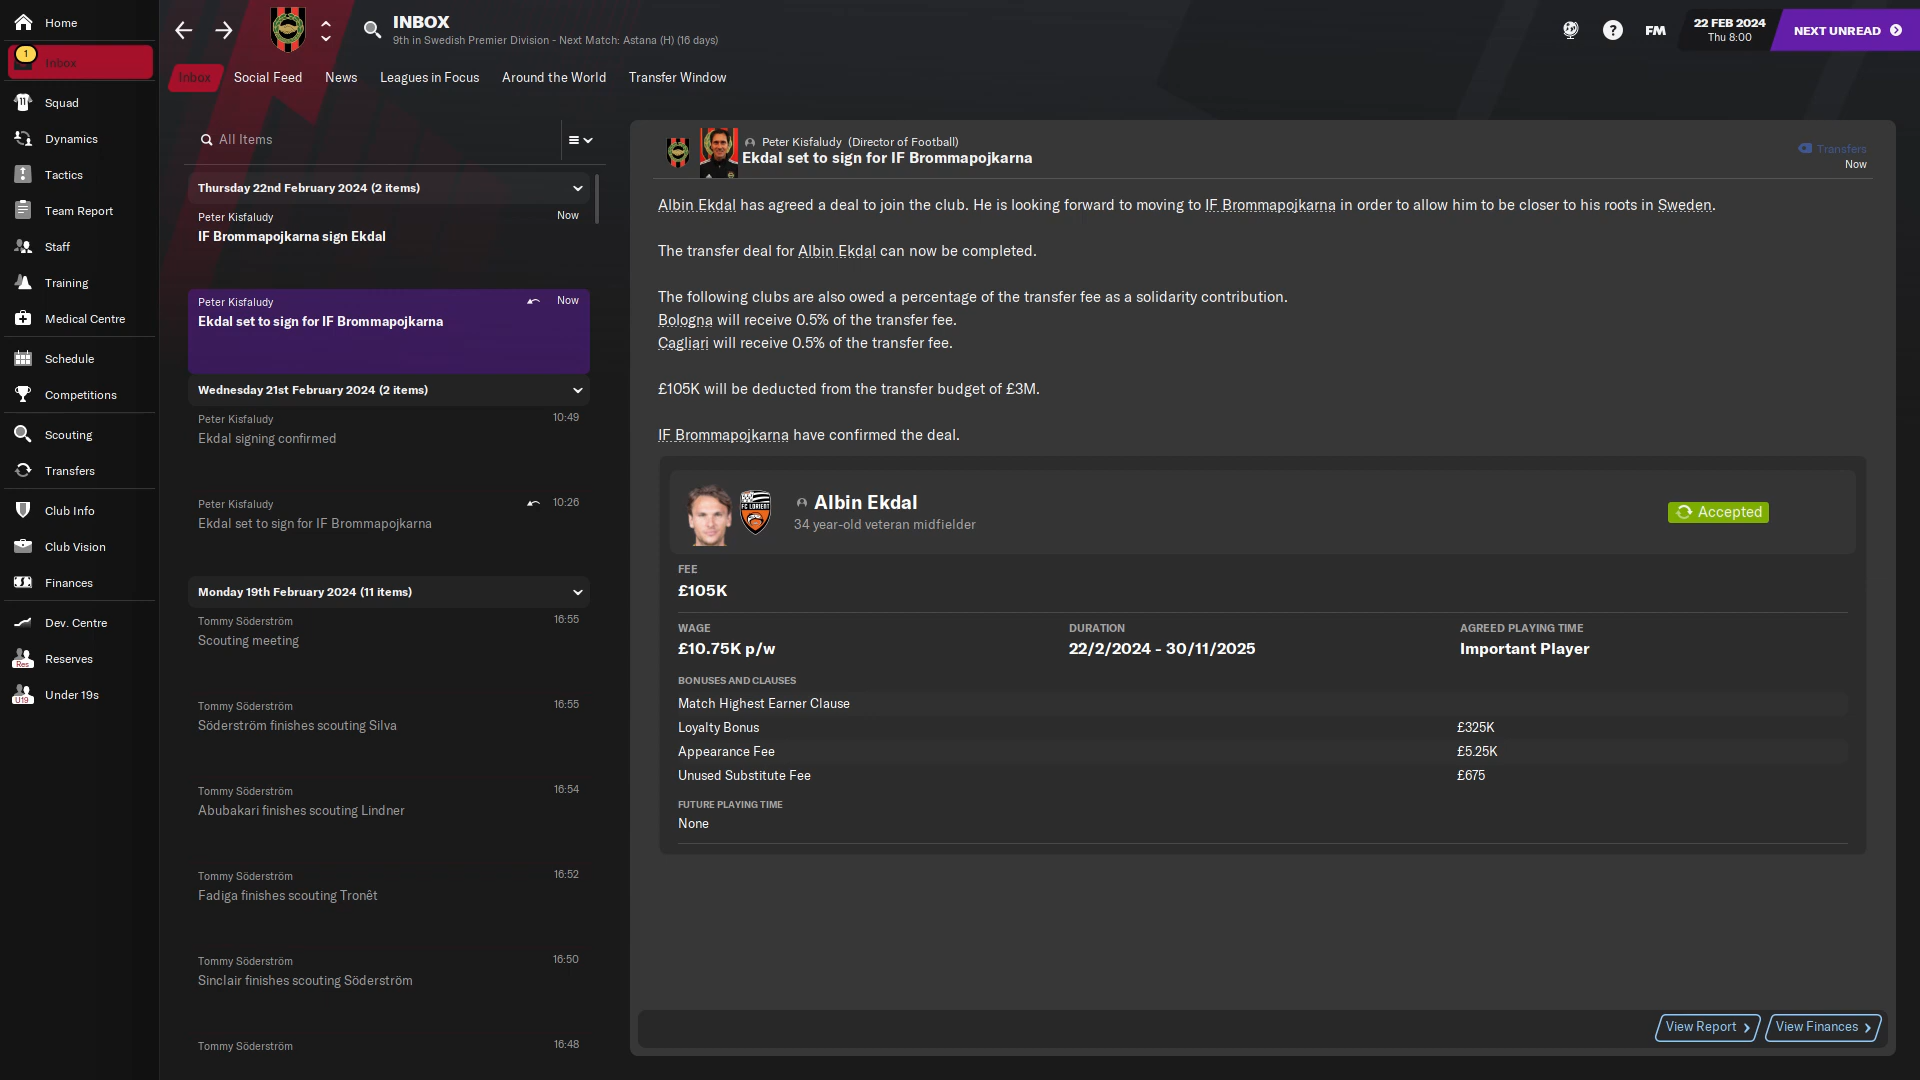 Home
1
Inbox
Squad
Dynamics
Tactics
Team Report
Staff
Training
Medical Centre
Schedule
Competitions
Scouting
Transfers
Club Info
Club Vision
Finances
Dev. Centre
Res
Reserves
U19
Under 19s
INBOX
9th in Swedish Premier Division - Next Match: Astana (H) (16 days)
FM
22 FEB 2024
Thu 8:00
NEXT UNREAD
Inbox
Social Feed
News
Leagues in Focus
Around the World
Transfer Window
All Items
Thursday 22nd February 2024 (2 items)
Peter Kisfaludy
Now
IF Brommapojkarna sign Ekdal
Peter Kisfaludy
Now
Ekdal set to sign for IF Brommapojkarna
Wednesday 21st February 2024 (2 items)
Peter Kisfaludy
10:49
Ekdal signing confirmed
Peter Kisfaludy
10:26
Ekdal set to sign for IF Brommapojkarna
Monday 19th February 2024 (11 items)
Tommy Söderström
16:55
Scouting meeting
Tommy Söderström
16:55
Söderström finishes scouting Silva
Tommy Söderström
16:54
Abubakari finishes scouting Lindner
Tommy Söderström
16:52
Fadiga finishes scouting Tronêt
Tommy Söderström
16:50
Sinclair finishes scouting Söderström
Tommy Söderström
16:48
Peter Kisfaludy (Director of Football)
Ekdal set to sign for IF Brommapojkarna
Transfers
Now
Albin Ekdal has agreed a deal to join the club. He is looking forward to moving to IF Brommapojkarna in order to allow him to be closer to his roots in Sweden.
The transfer deal for Albin Ekdal can now be completed.
The following clubs are also owed a percentage of the transfer fee as a solidarity contribution.
Bologna will receive 0.5% of the transfer fee.
Cagliari will receive 0.5% of the transfer fee.
£105K will be deducted from the transfer budget of £3M.
IF Brommapojkarna have confirmed the deal.
FC LORIENT
Albin Ekdal
34 year-old veteran midfielder
Accepted
FEE
£105K
WAGE
£10.75K p/w
DURATION
22/2/2024 - 30/11/2025
AGREED PLAYING TIME
Important Player
BONUSES AND CLAUSES
Match Highest Earner Clause
Loyalty Bonus
£325K
Appearance Fee
£5.25K
Unused Substitute Fee
£675
FUTURE PLAYING TIME
None
View Report
View Finances